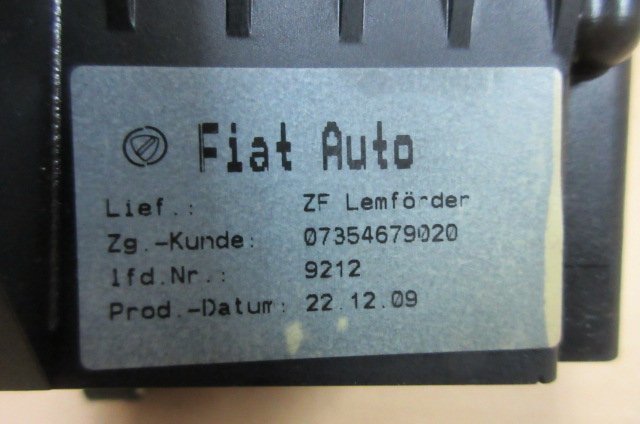 Fiat Auto
Lief.: ZF Lemförder
Zg.-Kunde: 07354679020
lfd.Nr.: 9212
Prod.-Datum: 22.12.09